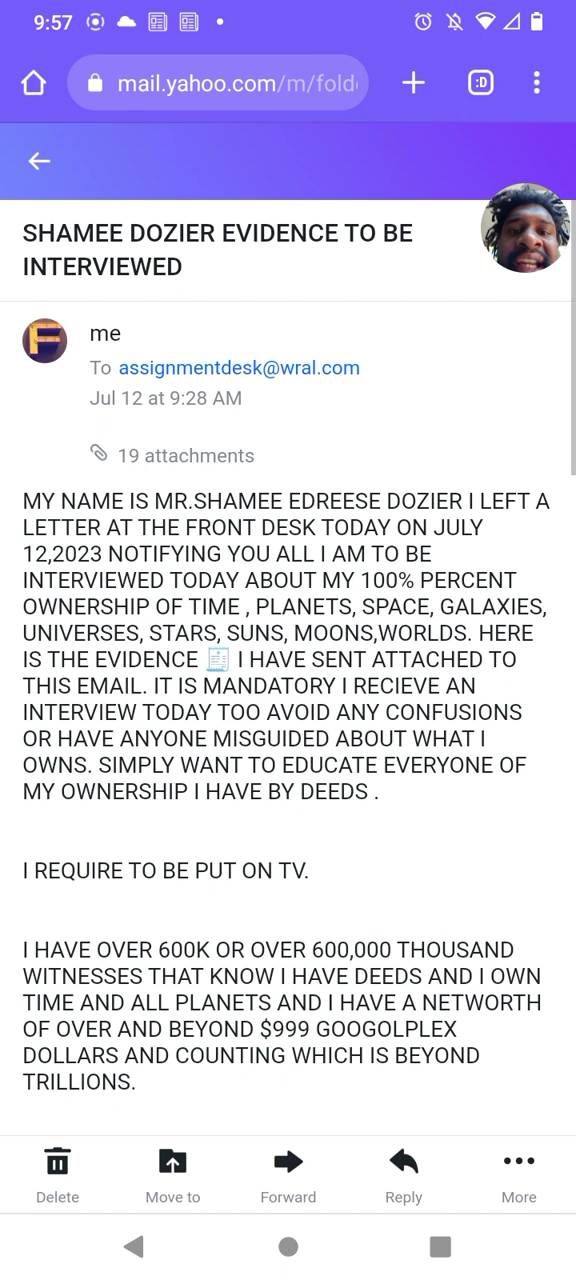 9:57
mail.yahoo.com/m/fold
:D
SHAMEE DOZIER EVIDENCE TO BE
INTERVIEWED
F
me
To assignmentdesk@wral.com
Jul 12 at 9:28 AM
19 attachments
MY NAME IS MR.SHAMEE EDREESE DOZIER I LEFT A
LETTER AT THE FRONT DESK TODAY ON JULY
12,2023 NOTIFYING YOU ALL I AM TO BE
INTERVIEWED TODAY ABOUT MY 100% PERCENT
OWNERSHIP OF TIME , PLANETS, SPACE, GALAXIES,
UNIVERSES, STARS, SUNS, MOONS,WORLDS. HERE
IS THE EVIDENCE 🧾 I HAVE SENT ATTACHED TO
THIS EMAIL. IT IS MANDATORY I RECIEVE AN
INTERVIEW TODAY TOO AVOID ANY CONFUSIONS
OR HAVE ANYONE MISGUIDED ABOUT WHAT I
OWNS. SIMPLY WANT TO EDUCATE EVERYONE OF
MY OWNERSHIP I HAVE BY DEEDS .
I REQUIRE TO BE PUT ON TV.
I HAVE OVER 600K OR OVER 600,000 THOUSAND
WITNESSES THAT KNOW I HAVE DEEDS AND I OWN
TIME AND ALL PLANETS AND I HAVE A NETWORTH
OF OVER AND BEYOND $999 GOOGOLPLEX
DOLLARS AND COUNTING WHICH IS BEYOND
TRILLIONS.
Delete Move to Forward Reply More